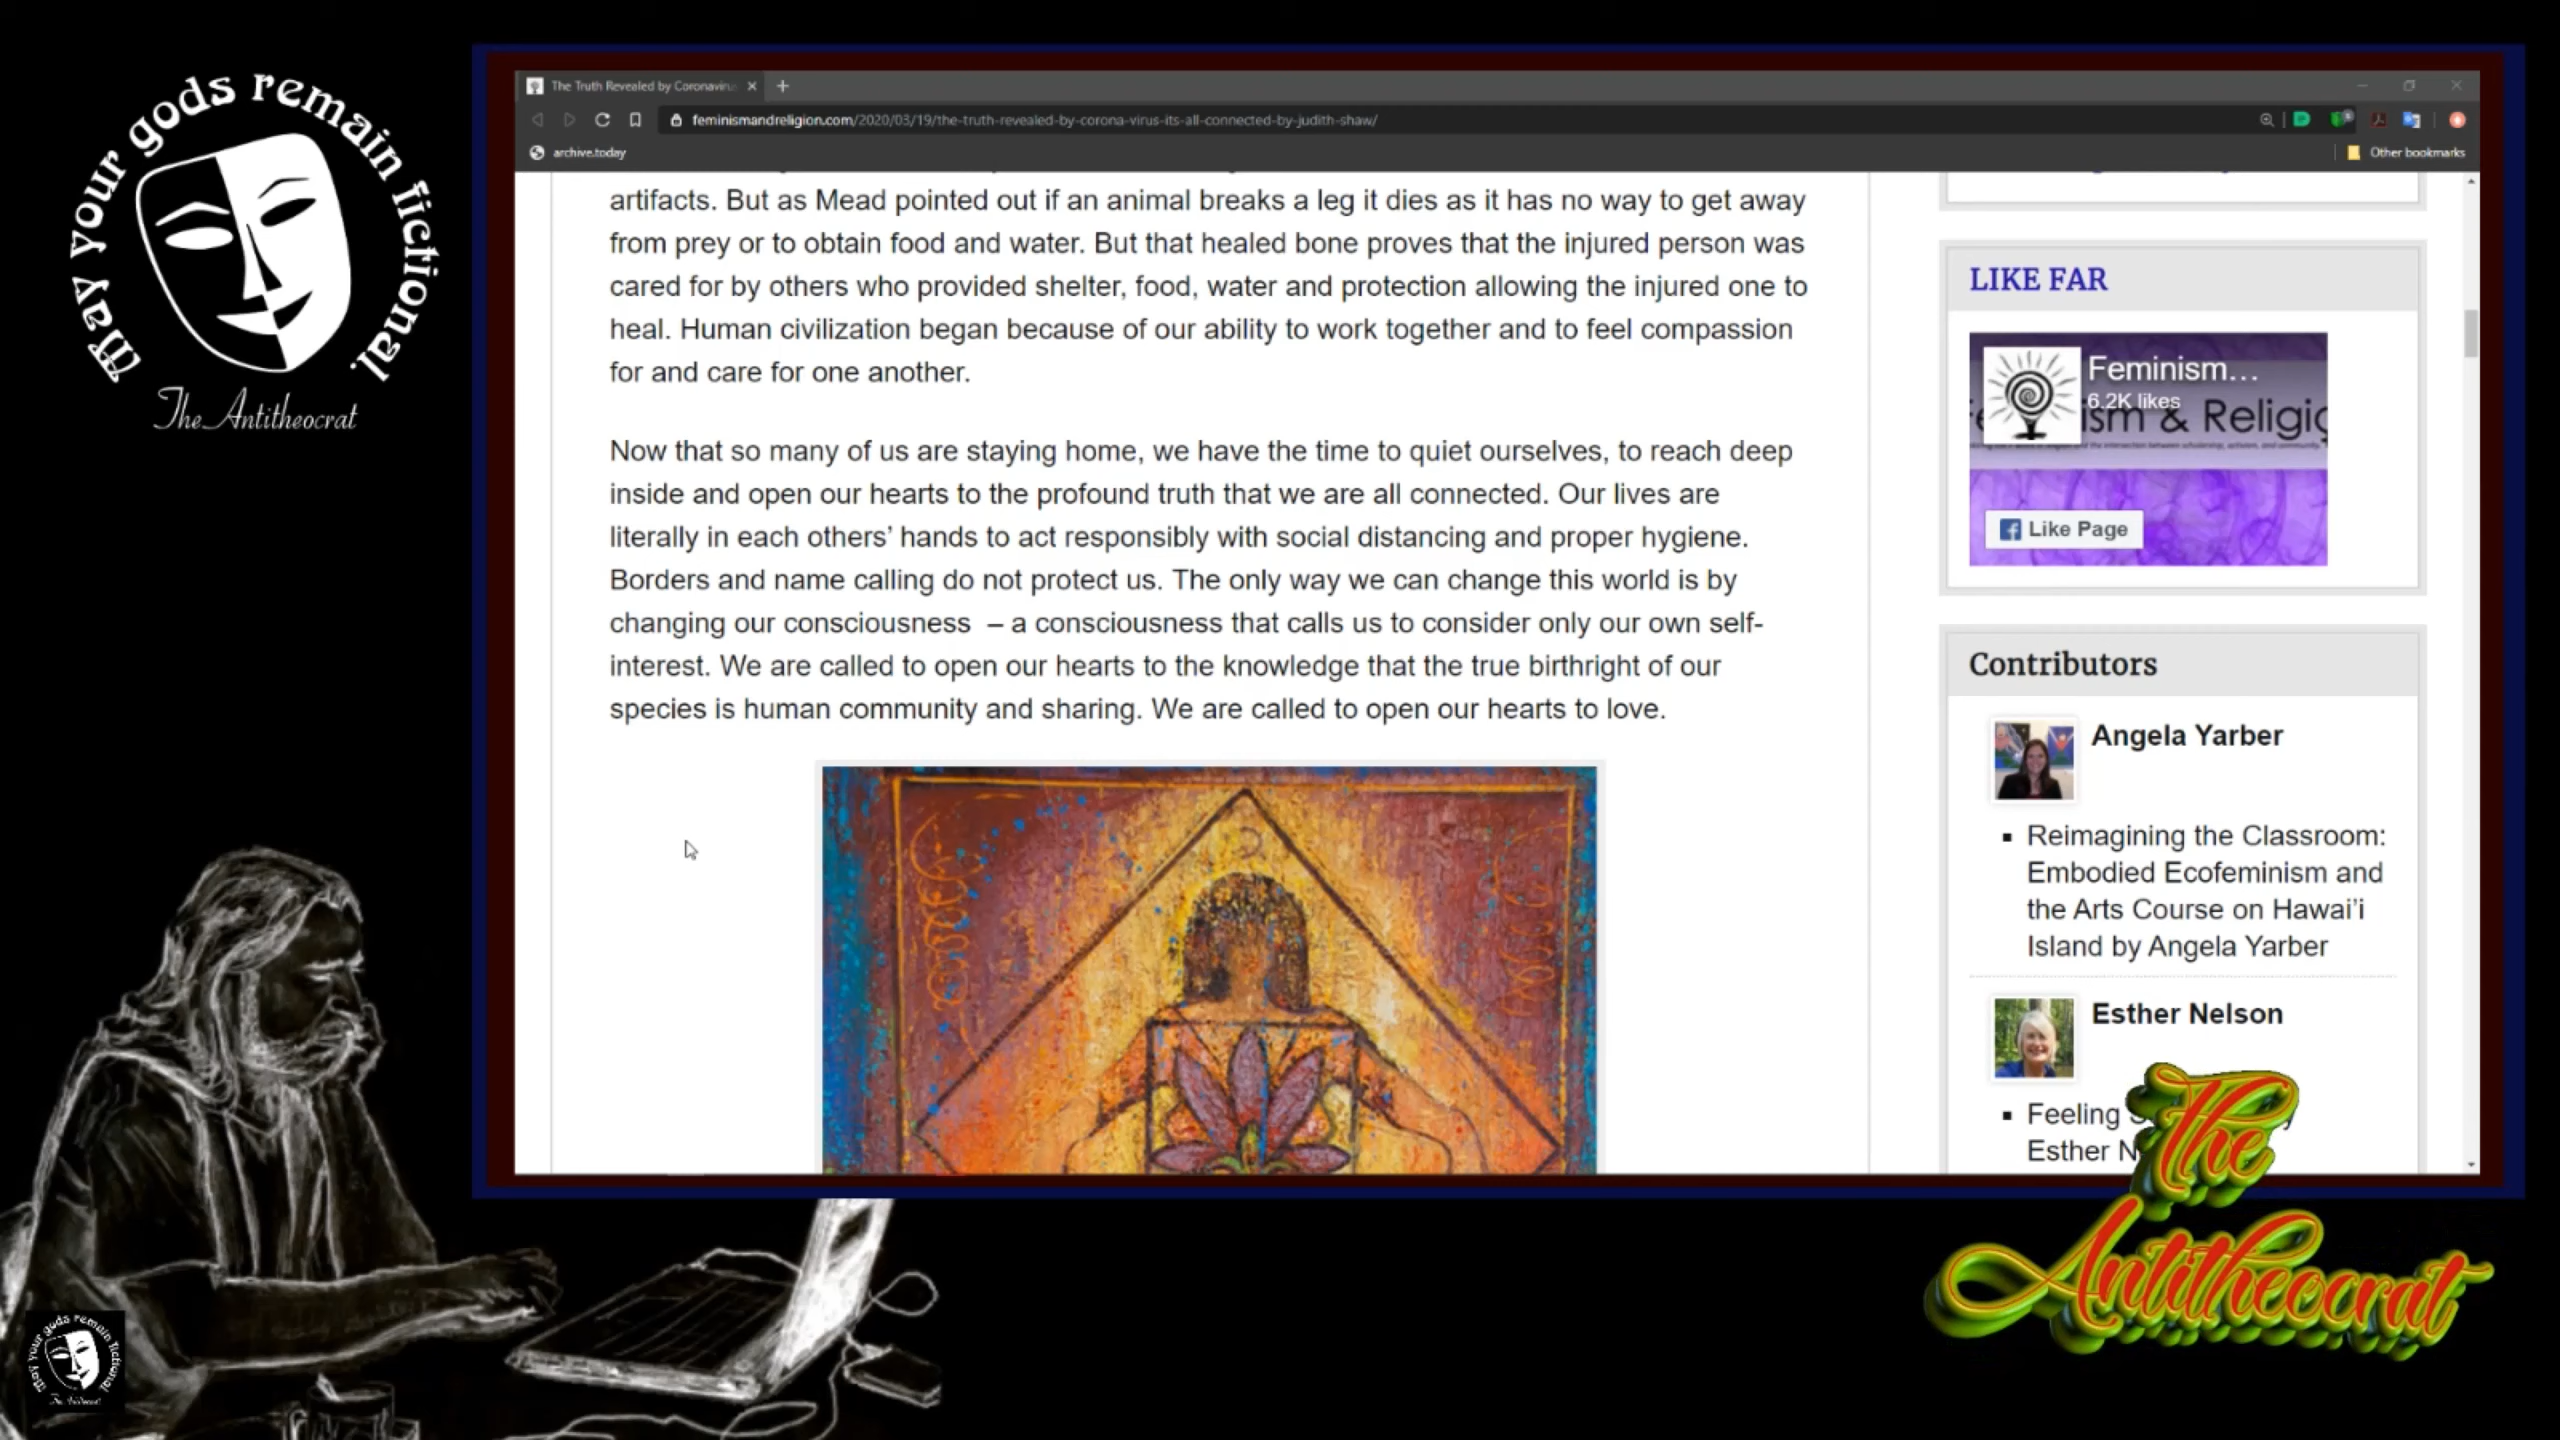 May your gods remain fictional.
The Antitheocrat
The Truth Revealed by Coronaviru
feminismandreligion.com/2020/03/19/the-truth-revealed-by-corona-virus-its-all-connected-by-judith-shaw/
archive.today
Other bookmarks
artifacts. But as Mead pointed out if an animal breaks a leg it dies as it has no way to get away
from prey or to obtain food and water. But that healed bone proves that the injured person was
cared for by others who provided shelter, food, water and protection allowing the injured one to
heal. Human civilization began because of our ability to work together and to feel compassion
for and care for one another.
Now that so many of us are staying home, we have the time to quiet ourselves, to reach deep
inside and open our hearts to the profound truth that we are all connected. Our lives are
literally in each others’ hands to act responsibly with social distancing and proper hygiene.
Borders and name calling do not protect us. The only way we can change this world is by
changing our consciousness – a consciousness that calls us to consider only our own self-
interest. We are called to open our hearts to the knowledge that the true birthright of our
species is human community and sharing. We are called to open our hearts to love.
LIKE FAR
Feminism...
6.2K likes
ism & Religio
Like Page
Contributors
Angela Yarber
Reimagining the Classroom:
Embodied Ecofeminism and
the Arts Course on Hawai’i
Island by Angela Yarber
Esther Nelson
Feeling
Esther N
The
Antitheocrat
May your gods remain fictional.
The Antitheocrat